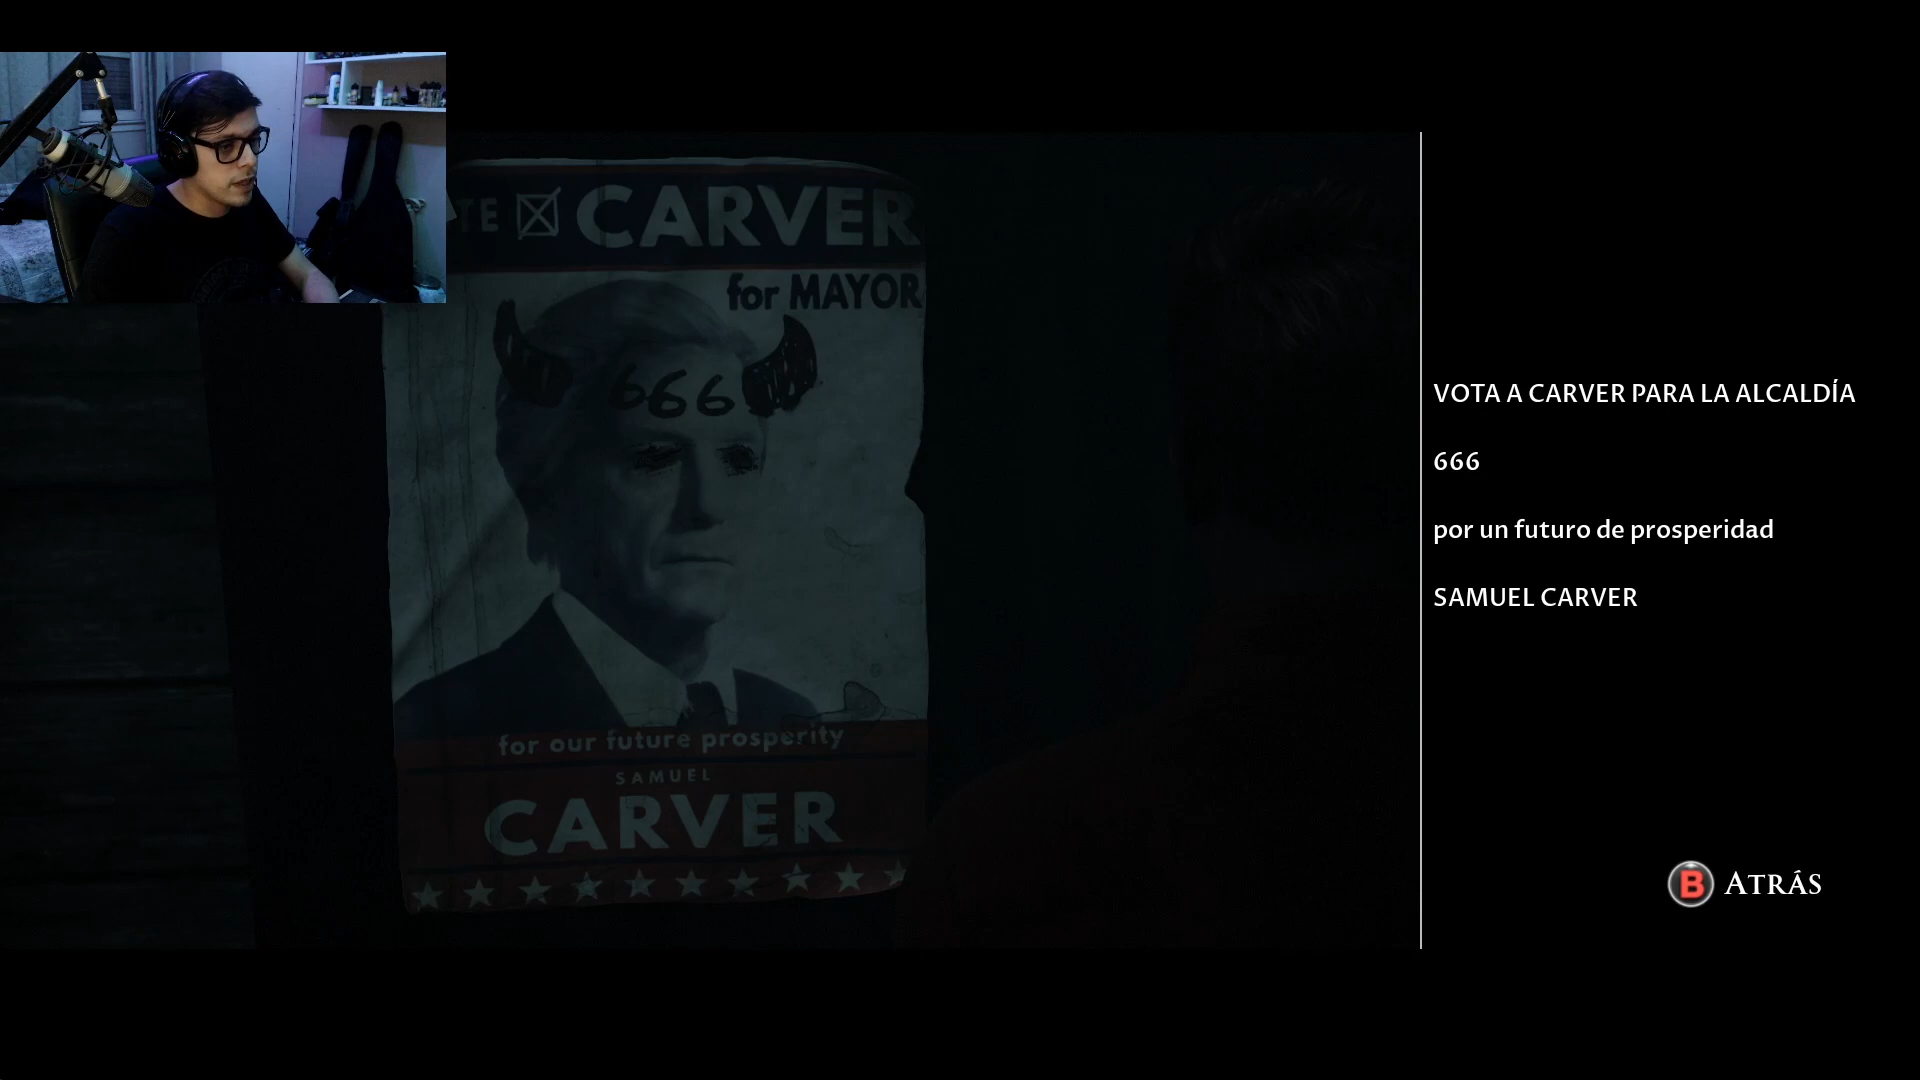 TE CARVER
for MAYOR
666
for our future prosperity
SAMUEL
CARVER
VOTA A CARVER PARA LA ALCALDÍA
666
por un futuro de prosperidad
SAMUEL CARVER
B ATRÁS